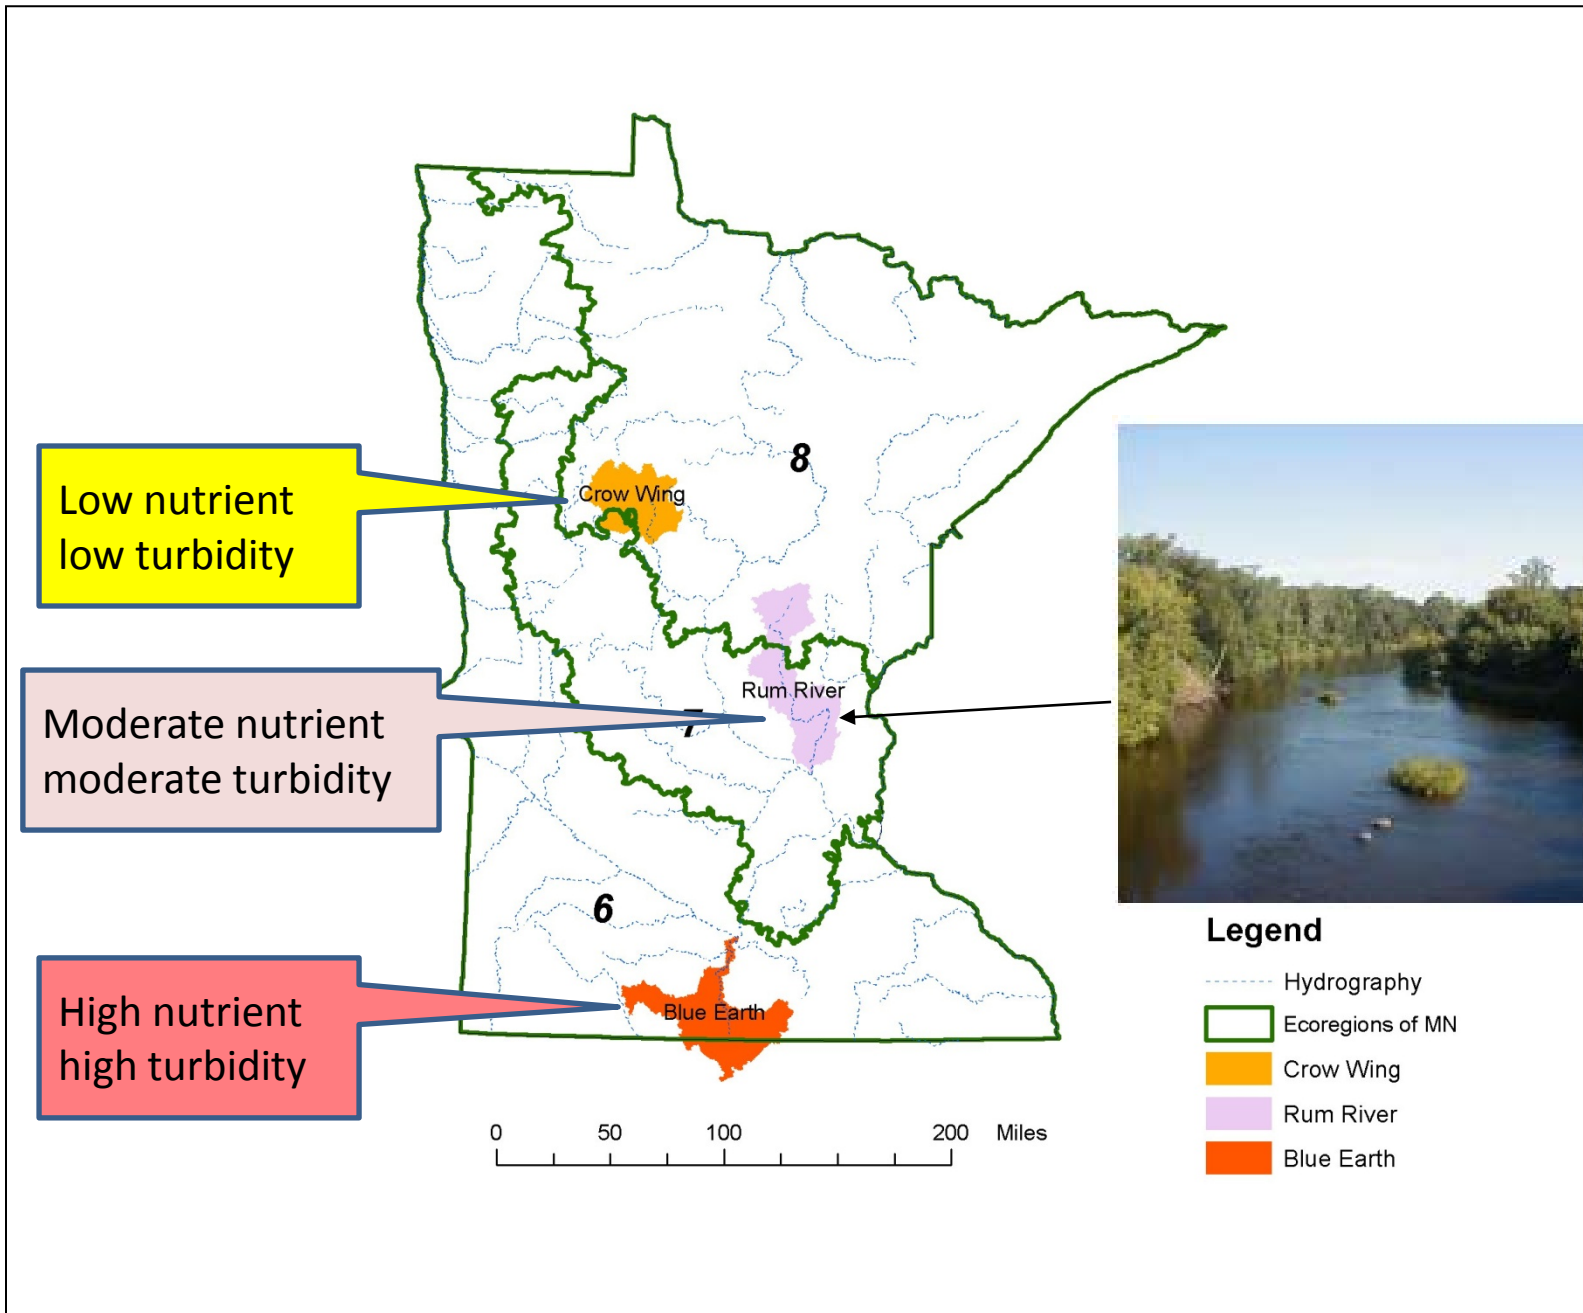 8
Crow Wing
Low nutrient
low turbidity
Rum River
7
Moderate nutrient
moderate turbidity
6
Blue Earth
High nutrient
high turbidity
Legend
Hydrography
Ecoregions of MN
Crow Wing
Rum River
Blue Earth
0 50 100 200 Miles